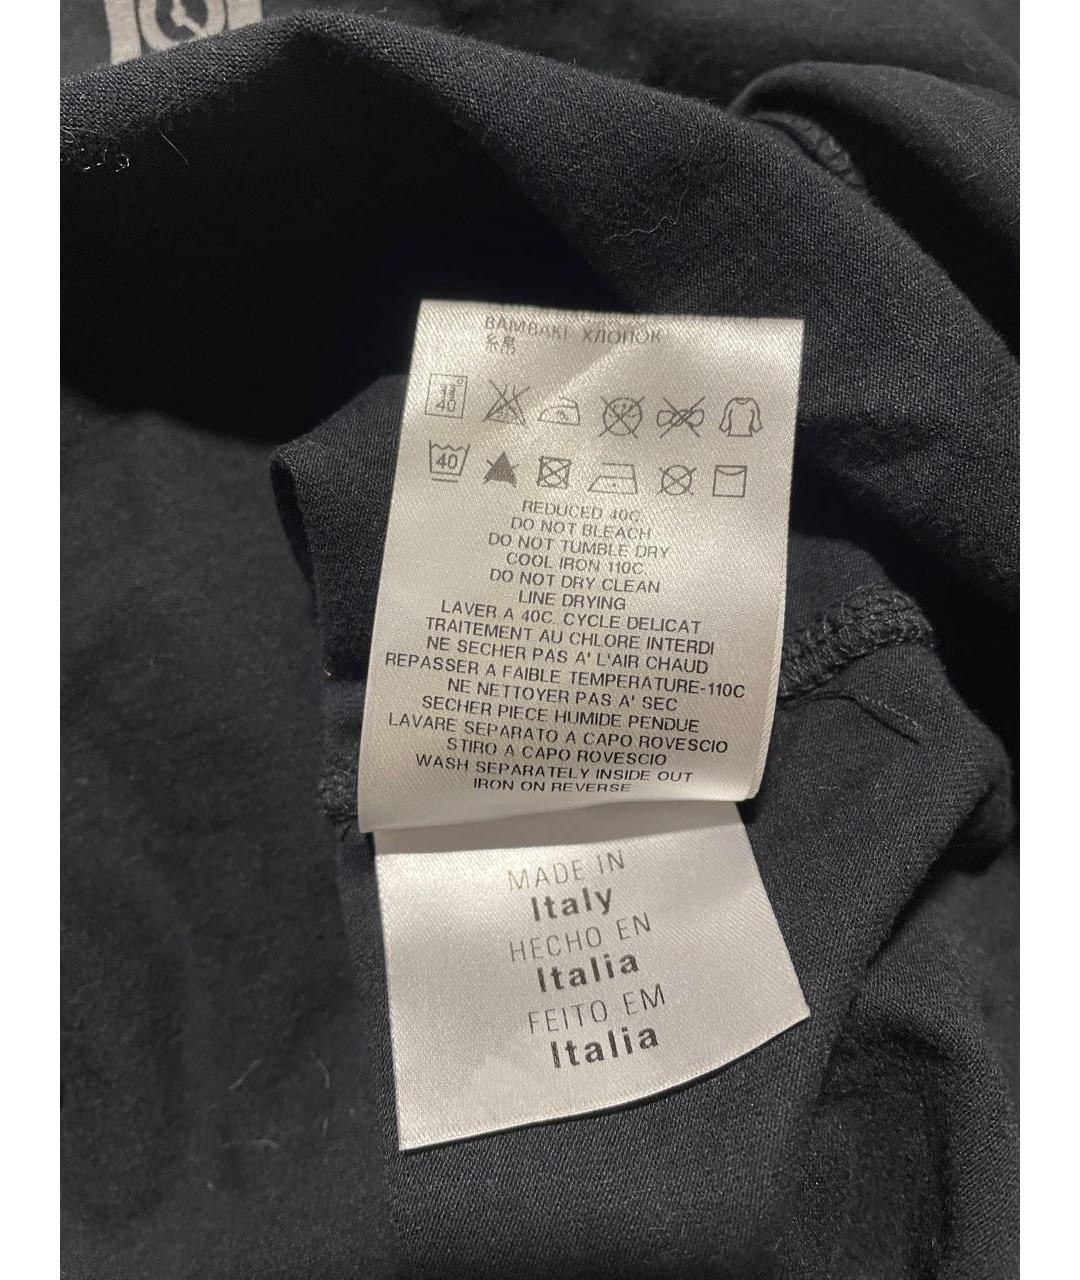 BAMBAKI ХЛОПОК
40
40
REDUCED 40C
DO NOT BLEACH
DO NOT TUMBLE DRY
COOL IRON 110C
DO NOT DRY CLEAN
LINE DRYING
LAVER A 40C. CYCLE DELICAT
TRAITEMENT AU CHLORE INTERDI
NE SECHER PAS A' L'AIR CHAUD
REPASSER A FAIBLE TEMPERATURE-110C
NE NETTOYER PAS A' SEC
SECHER PIECE HUMIDE PENDUE
LAVARE SEPARATO A CAPO ROVESCIO
STIRO A CAPO ROVESCIO
WASH SEPARATELY INSIDE OUT
IRON ON REVERSE
MADE IN
Italy
HECHO EN
Italia
FEITO EM
Italia